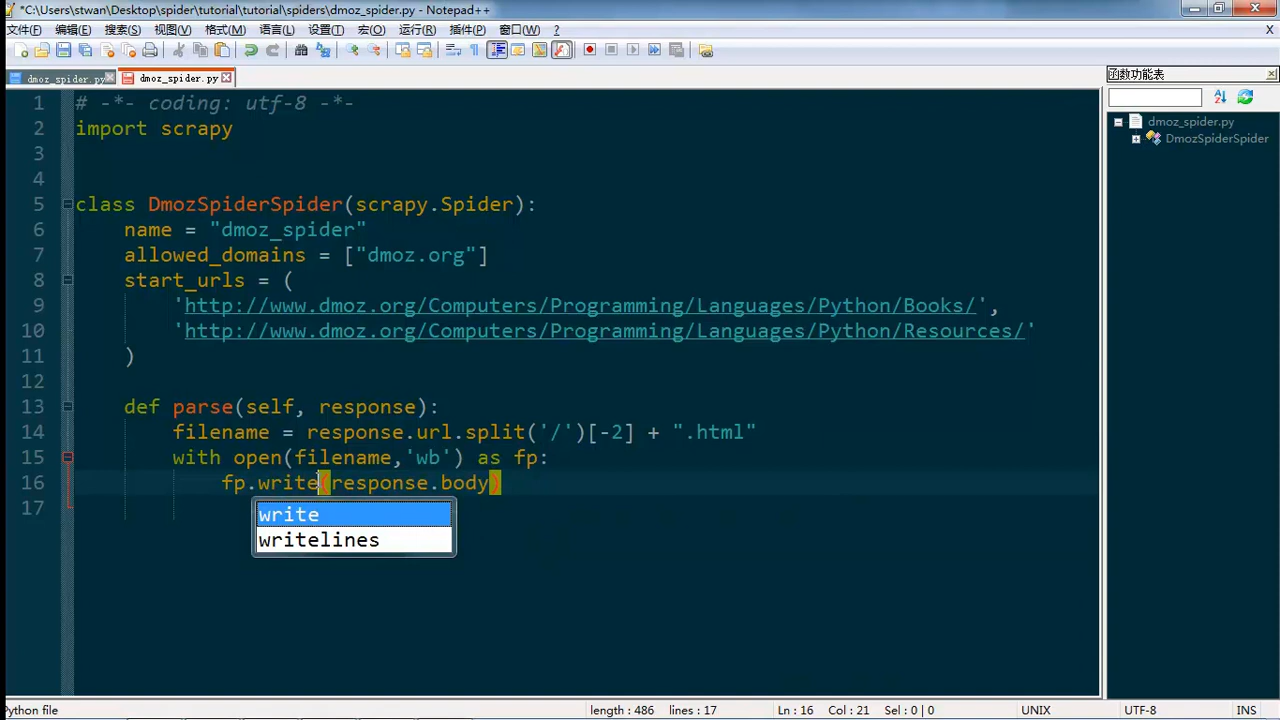 *C:\Users\stwan\Desktop\spider\tutorial\tutorial\spiders\dmoz_spider.py - Notepad++
文件(F) 编辑(E) 搜索(S) 视图(V) 格式(M) 语言(L) 设置(T) 宏(O) 运行(R) 插件(P) 窗口(W) ? X
dmoz_spider.py dmoz_spider.py
函数功能表
1 # -*- coding: utf-8 -*-
2 import scrapy
3
4
5 class DmozSpiderSpider(scrapy.Spider):
6 name = "dmoz_spider"
7 allowed_domains = ["dmoz.org"]
8 start_urls = (
9 'http://www.dmoz.org/Computers/Programming/Languages/Python/Books/',
10 'http://www.dmoz.org/Computers/Programming/Languages/Python/Resources/'
11 )
12
13 def parse(self, response):
14 filename = response.url.split('/')[-2] + ".html"
15 with open(filename,'wb') as fp:
16 fp.write(response.body)
17
write
writelines
dmoz_spider.py
DmozSpiderSpider
Python file length : 486 lines : 17 Ln : 16 Col : 21 Sel : 0 | 0 UNIX UTF-8 INS